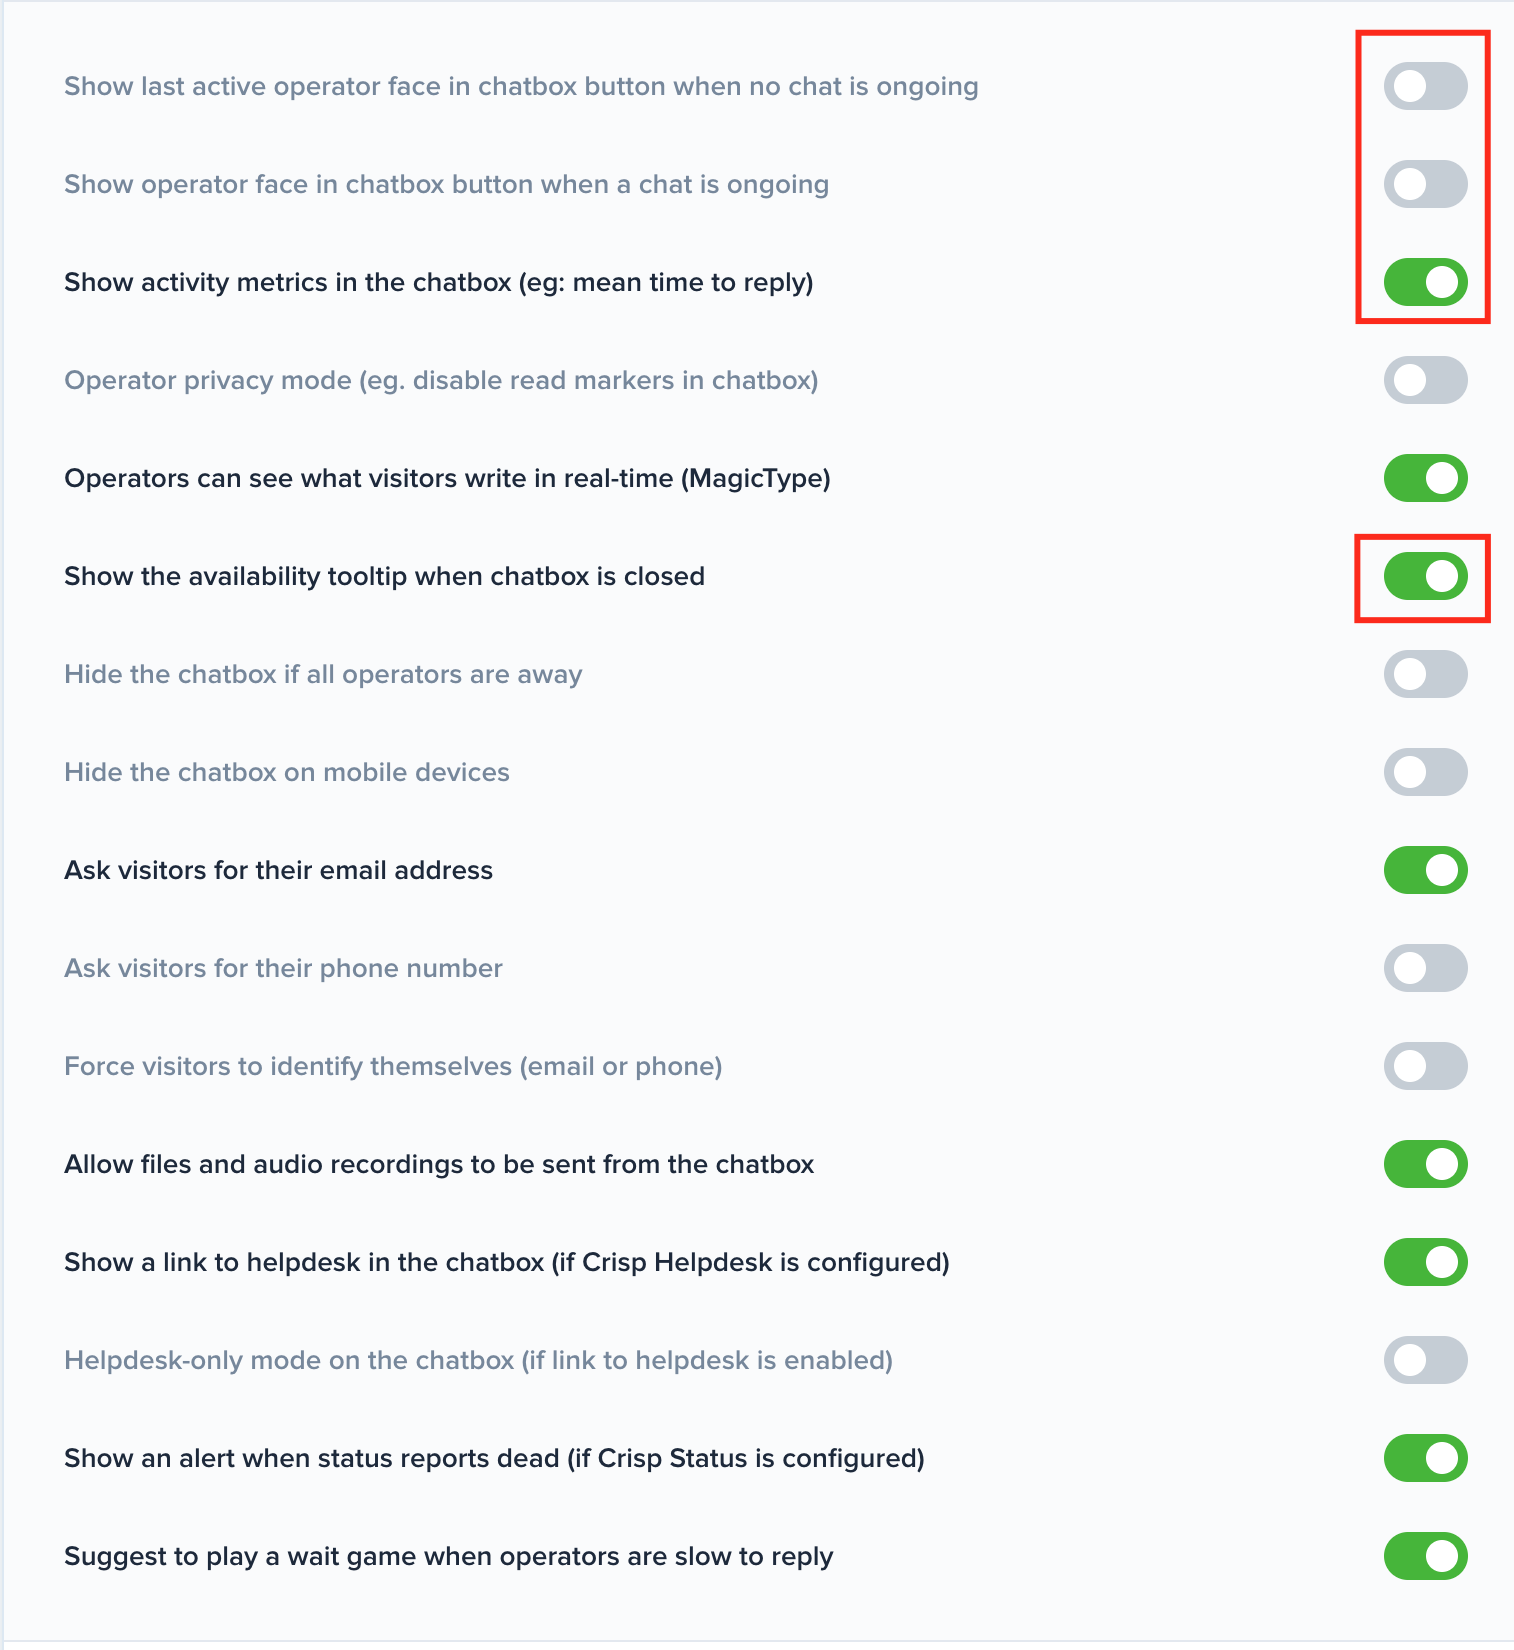 Show last active operator face in chatbox button when no chat is ongoing
Show operator face in chatbox button when a chat is ongoing
Show activity metrics in the chatbox (eg: mean time to reply)
Operator privacy mode (eg. disable read markers in chatbox)
Operators can see what visitors write in real-time (MagicType)
Show the availability tooltip when chatbox is closed
Hide the chatbox if all operators are away
Hide the chatbox on mobile devices
Ask visitors for their email address
Ask visitors for their phone number
Force visitors to identify themselves (email or phone)
Allow files and audio recordings to be sent from the chatbox
Show a link to helpdesk in the chatbox (if Crisp Helpdesk is configured)
Helpdesk-only mode on the chatbox (if link to helpdesk is enabled)
Show an alert when status reports dead (if Crisp Status is configured)
Suggest to play a wait game when operators are slow to reply